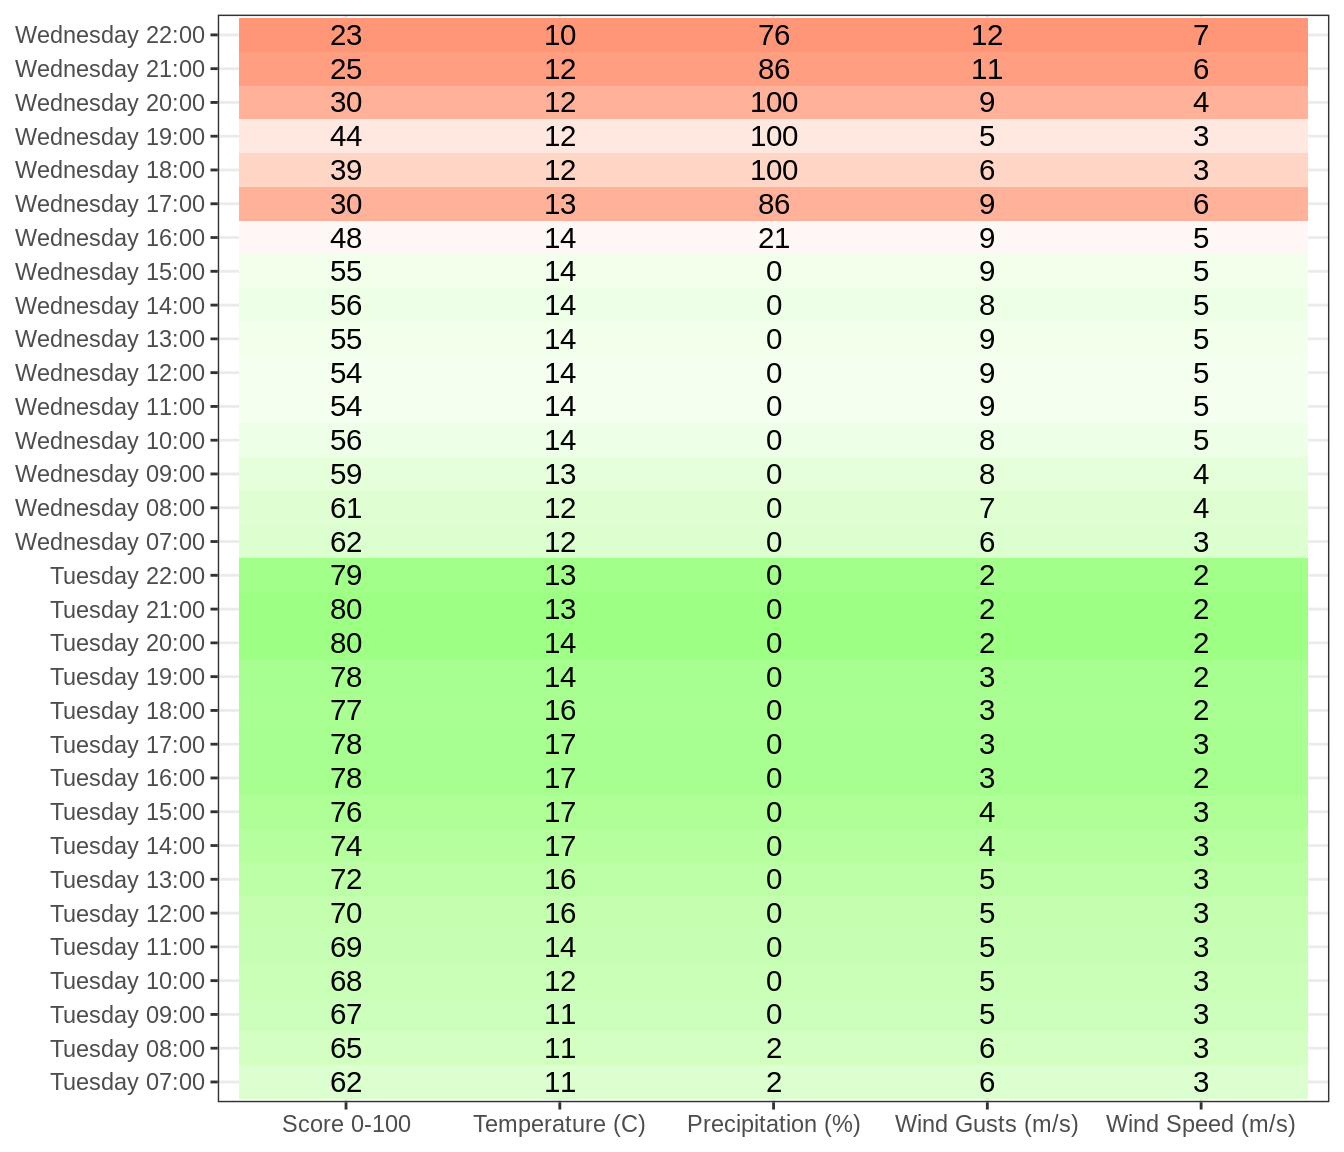 Wednesday 22:00 23 10 76 12 7
Wednesday 21:00 25 12 86 11 6
Wednesday 20:00 30 12 100 9 4
Wednesday 19:00 44 12 100 5 3
Wednesday 18:00 39 12 100 6 3
Wednesday 17:00 30 13 86 9 6
Wednesday 16:00 48 14 21 9 5
Wednesday 15:00 55 14 0 9 5
Wednesday 14:00 56 14 0 8 5
Wednesday 13:00 55 14 0 9 5
Wednesday 12:00 54 14 0 9 5
Wednesday 11:00 54 14 0 9 5
Wednesday 10:00 56 14 0 8 5
Wednesday 09:00 59 13 0 8 4
Wednesday 08:00 61 12 0 7 4
Wednesday 07:00 62 12 0 6 3
Tuesday 22:00 79 13 0 2 2
Tuesday 21:00 80 13 0 2 2
Tuesday 20:00 80 14 0 2 2
Tuesday 19:00 78 14 0 3 2
Tuesday 18:00 77 16 0 3 2
Tuesday 17:00 78 17 0 3 3
Tuesday 16:00 78 17 0 3 2
Tuesday 15:00 76 17 0 4 3
Tuesday 14:00 74 17 0 4 3
Tuesday 13:00 72 16 0 5 3
Tuesday 12:00 70 16 0 5 3
Tuesday 11:00 69 14 0 5 3
Tuesday 10:00 68 12 0 5 3
Tuesday 09:00 67 11 0 5 3
Tuesday 08:00 65 11 2 6 3
Tuesday 07:00 62 11 2 6 3
Score 0-100 Temperature (C) Precipitation (%) Wind Gusts (m/s) Wind Speed (m/s)